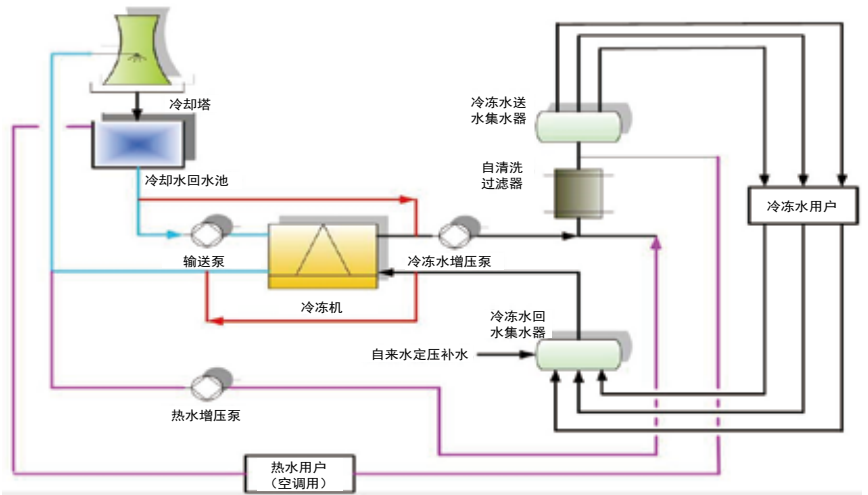 冷却塔
冷却水回水池
输送泵
冷冻机
冷冻水增压泵
冷冻水送
水集水器
自清洗
过滤器
冷冻水用户
冷冻水回
水集水器
自来水定压补水
热水增压泵
热水用户
（空调用）